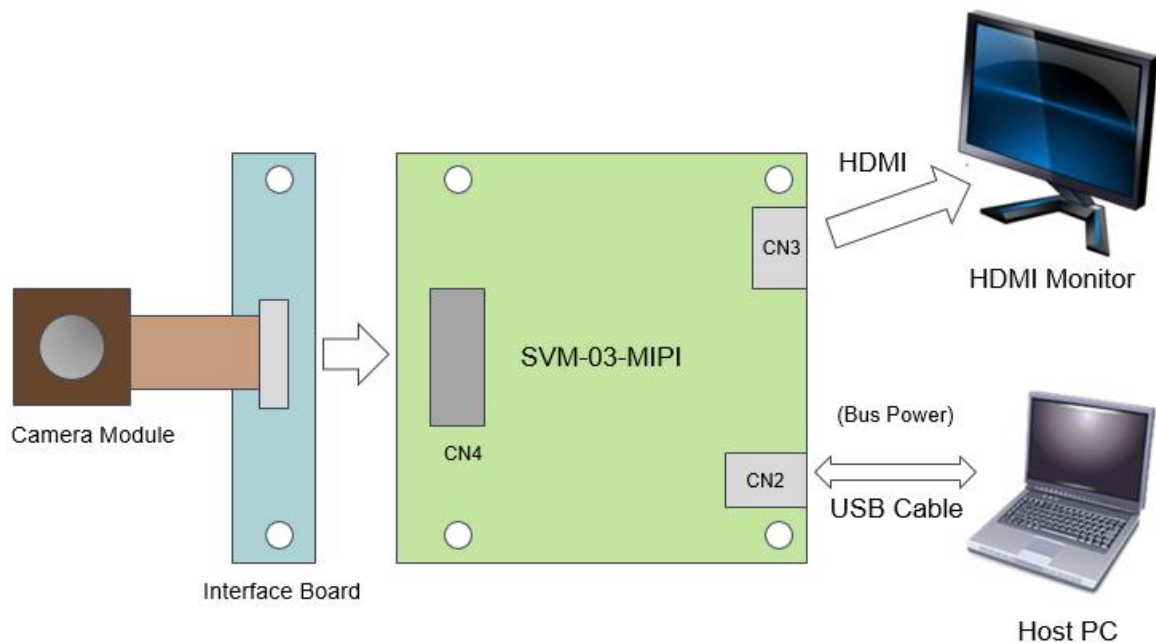 HDMI
CN3
HDMI Monitor
SVM-03-MIPI
Camera Module
CN4
(Bus Power)
CN2
USB Cable
Interface Board
Host PC